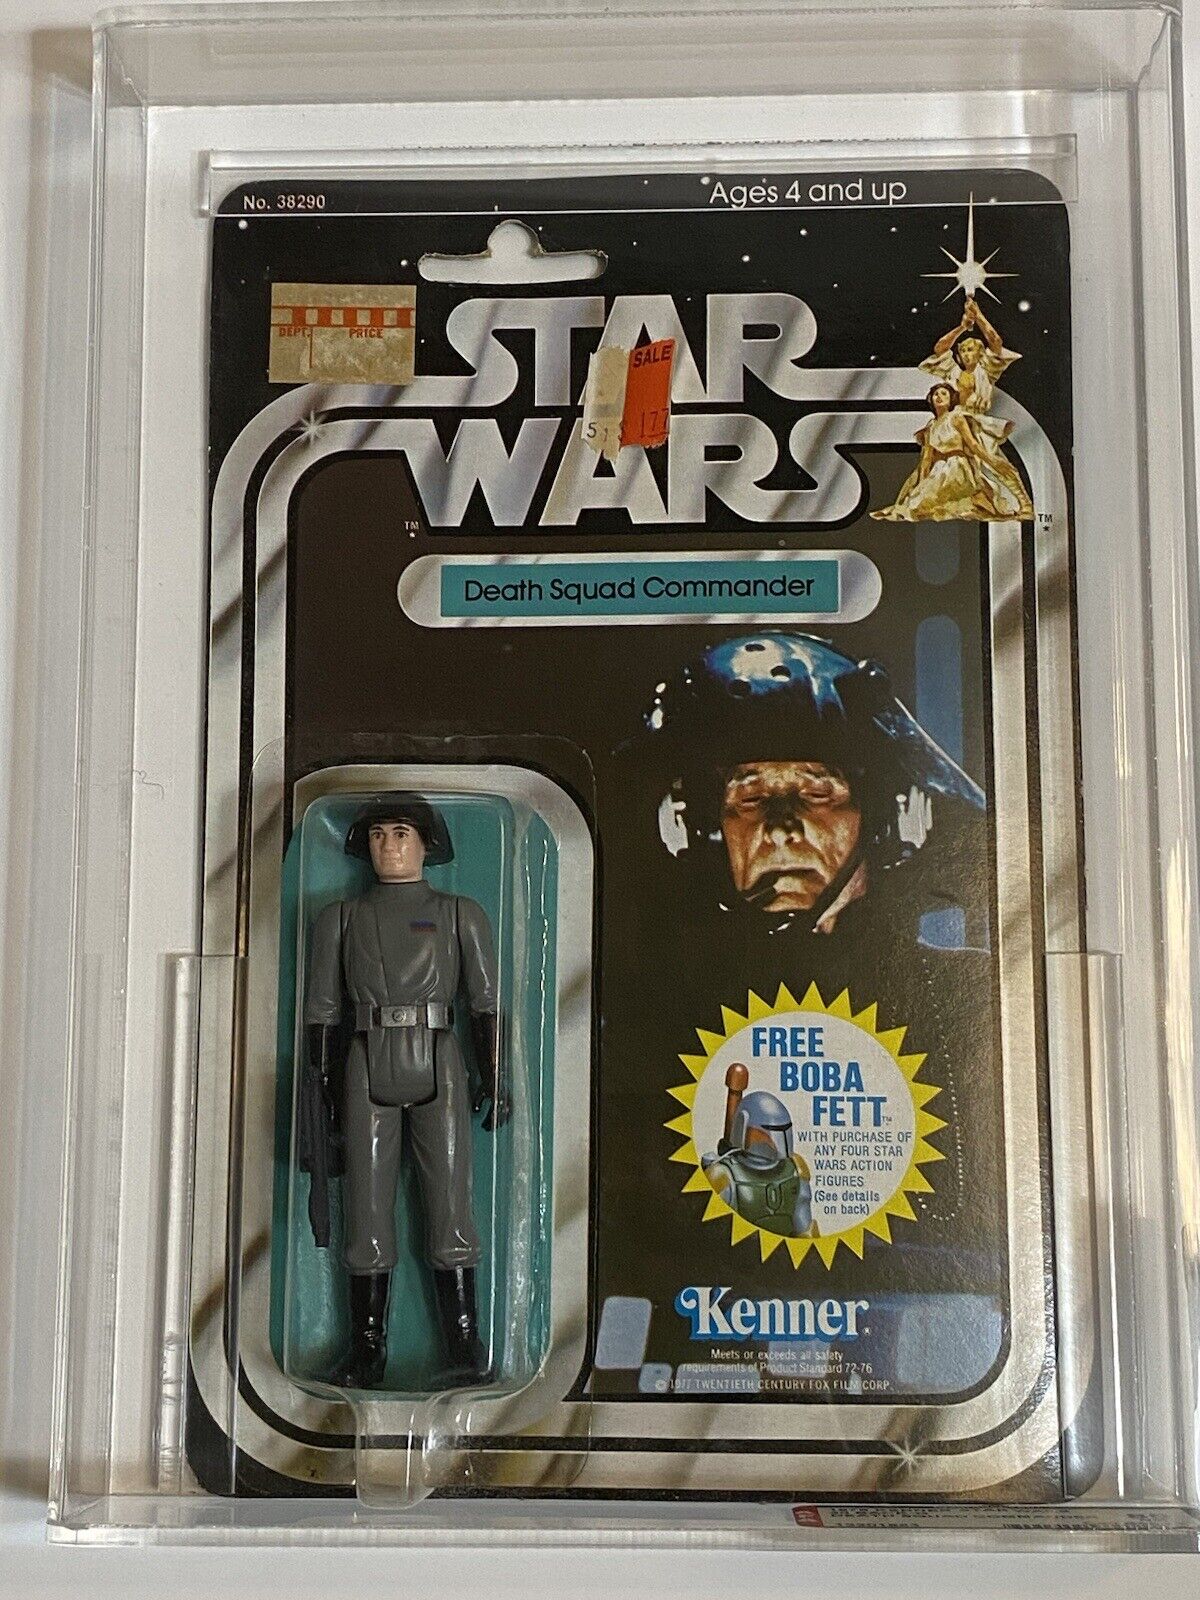 No. 38290
Ages 4 and up
DEPT. PRICE
STAR
WARS
SALE
177
TM
TM
Death Squad Commander
FREE
BOBA
FETT™
WITH PURCHASE OF
ANY FOUR STAR
WARS ACTION
FIGURES
(See details
on back)
Kenner®
Meets or exceeds all safety
requirements of Product Standard 72-76
© 1977 TWENTIETH CENTURY FOX FILM CORP.